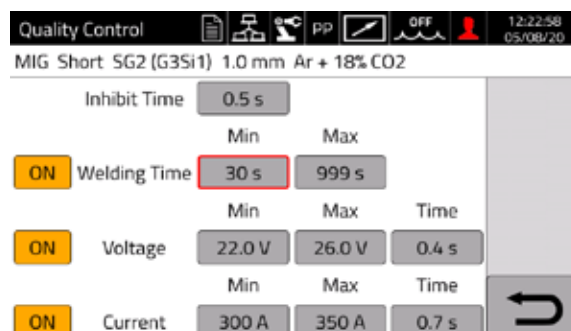 Quality Control PP OFF 12:22:58
05/08/20
MIG Short SG2 (G3Si1) 1.0 mm Ar + 18% CO2
Inhibit Time 0.5 s
Min Max
ON Welding Time 30 s 999 s
Min Max Time
ON Voltage 22.0 V 26.0 V 0.4 s
Min Max Time
ON Current 300 A 350 A 0.7 s